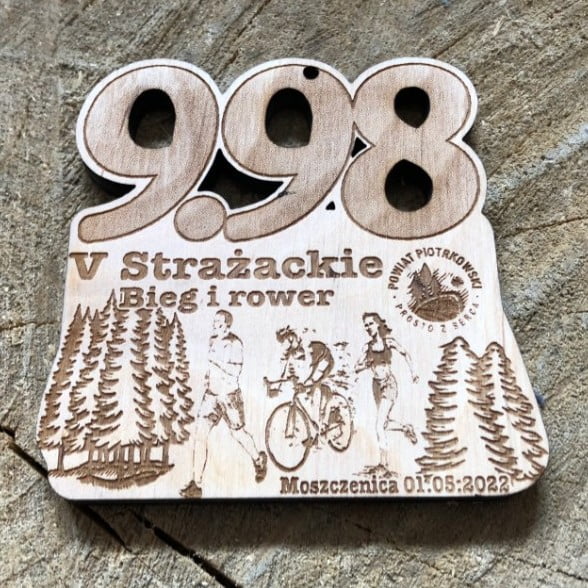 9.98
V Strażackie
Bieg i rower
POWIAT PIOTRKOWSKI
PROSTO Z SERCA
Moszczenica 01.05.2022